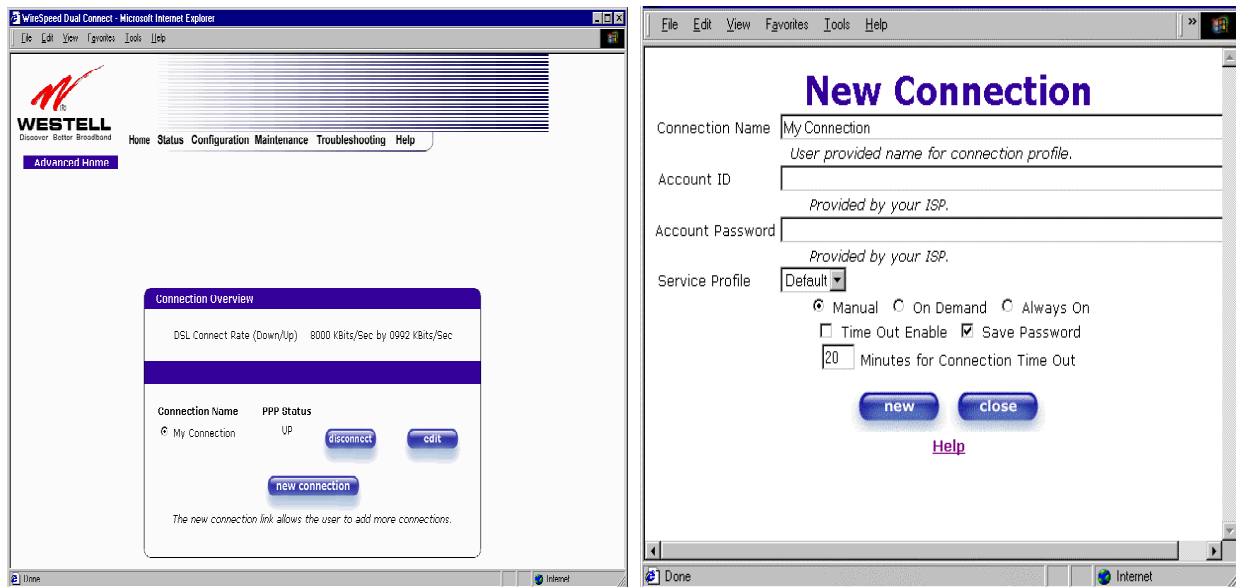 WireSpeed Dual Connect - Microsoft Internet Explorer
File Edit View Favorites Tools Help
WESTELL
Discover Better Broadband
Home Status Configuration Maintenance Troubleshooting Help
Advanced Home
Connection Overview
DSL Connect Rate (Down/Up) 8000 KBits/Sec by 0992 KBits/Sec
Connection Name PPP Status
My Connection UP disconnect edit
new connection
The new connection link allows the user to add more connections.
Done Internet
File Edit View Favorites Tools Help »
New Connection
Connection Name My Connection
User provided name for connection profile.
Account ID
Provided by your ISP.
Account Password
Provided by your ISP.
Service Profile Default
Manual On Demand Always On
Time Out Enable Save Password
20 Minutes for Connection Time Out
new close
Help
Done Internet